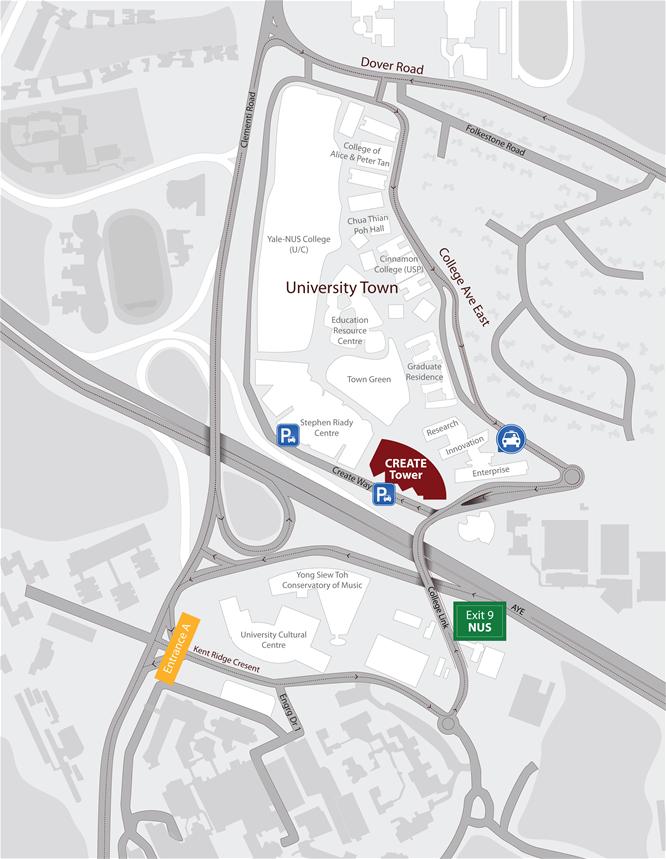 Dover Road
Clementi Road
Folkestone Road
College of
Alice & Peter Tan
Chua Thian
Poh Hall
Yale-NUS College
(U/C)
Cinnamon
College (USP)
College Ave East
University Town
Education
Resource
Centre
Town Green
Graduate
Residence
Stephen Riady
Centre
Research
Innovation
Enterprise
P
CREATE
Tower
Create Way
P
Yong Siew Toh
Conservatory of Music
College Link
AYE
Exit 9
NUS
University Cultural
Centre
Entrance A
Kent Ridge Cresent
Engrg Dr 1